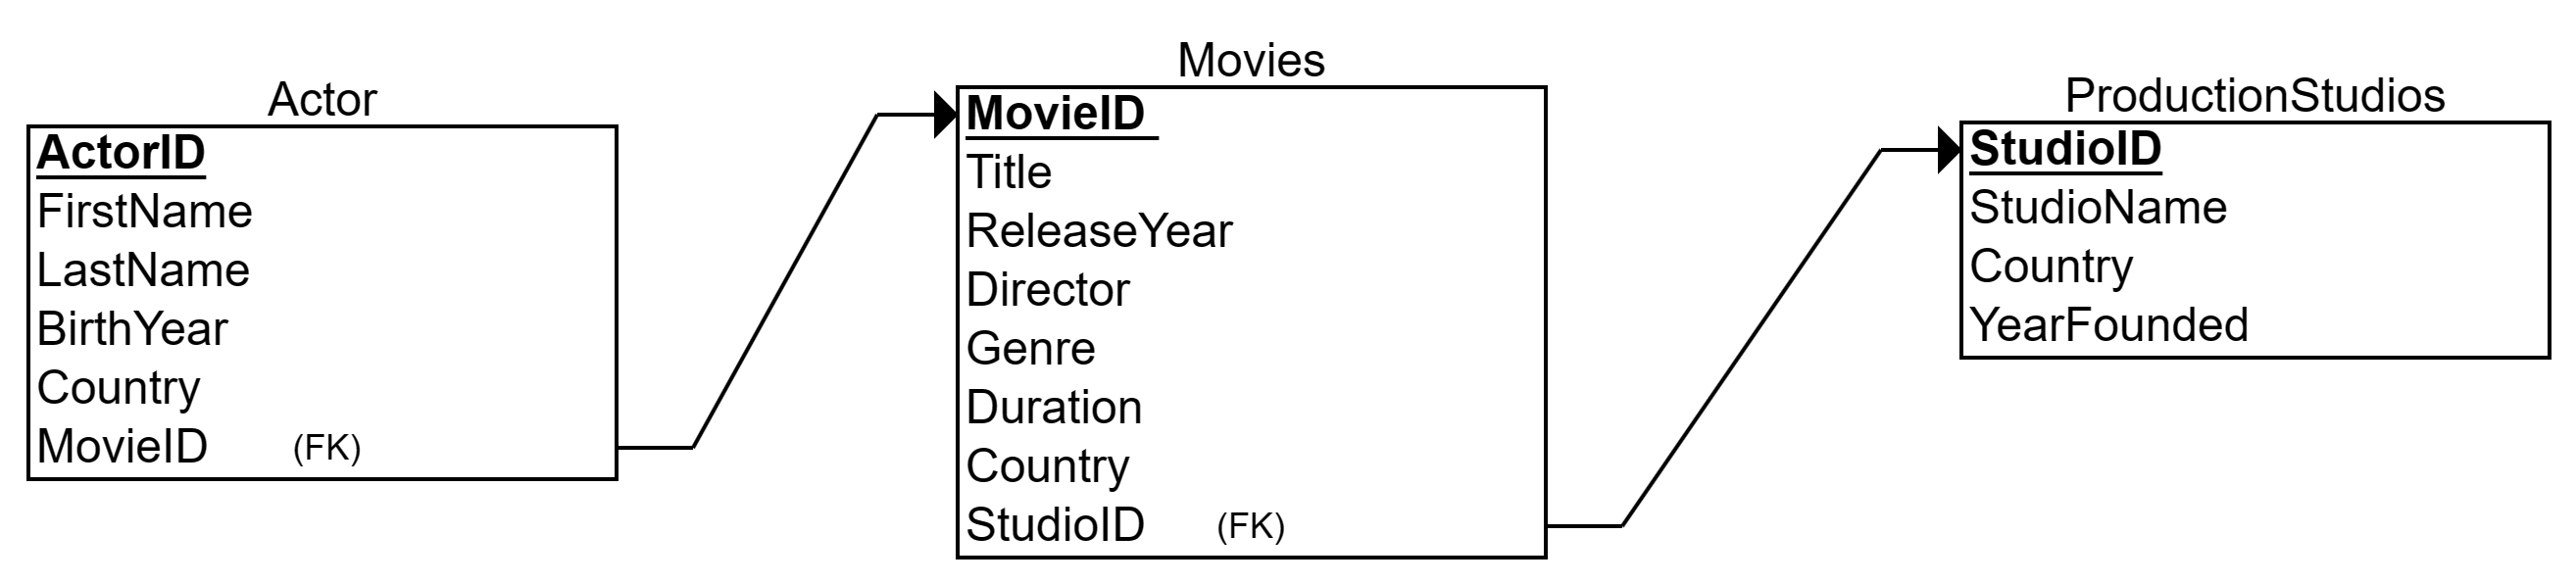 Actor
ActorID
FirstName
LastName
BirthYear
Country
MovieID (FK)
Movies
MovieID
Title
ReleaseYear
Director
Genre
Duration
Country
StudioID (FK)
ProductionStudios
StudioID
StudioName
Country
YearFounded